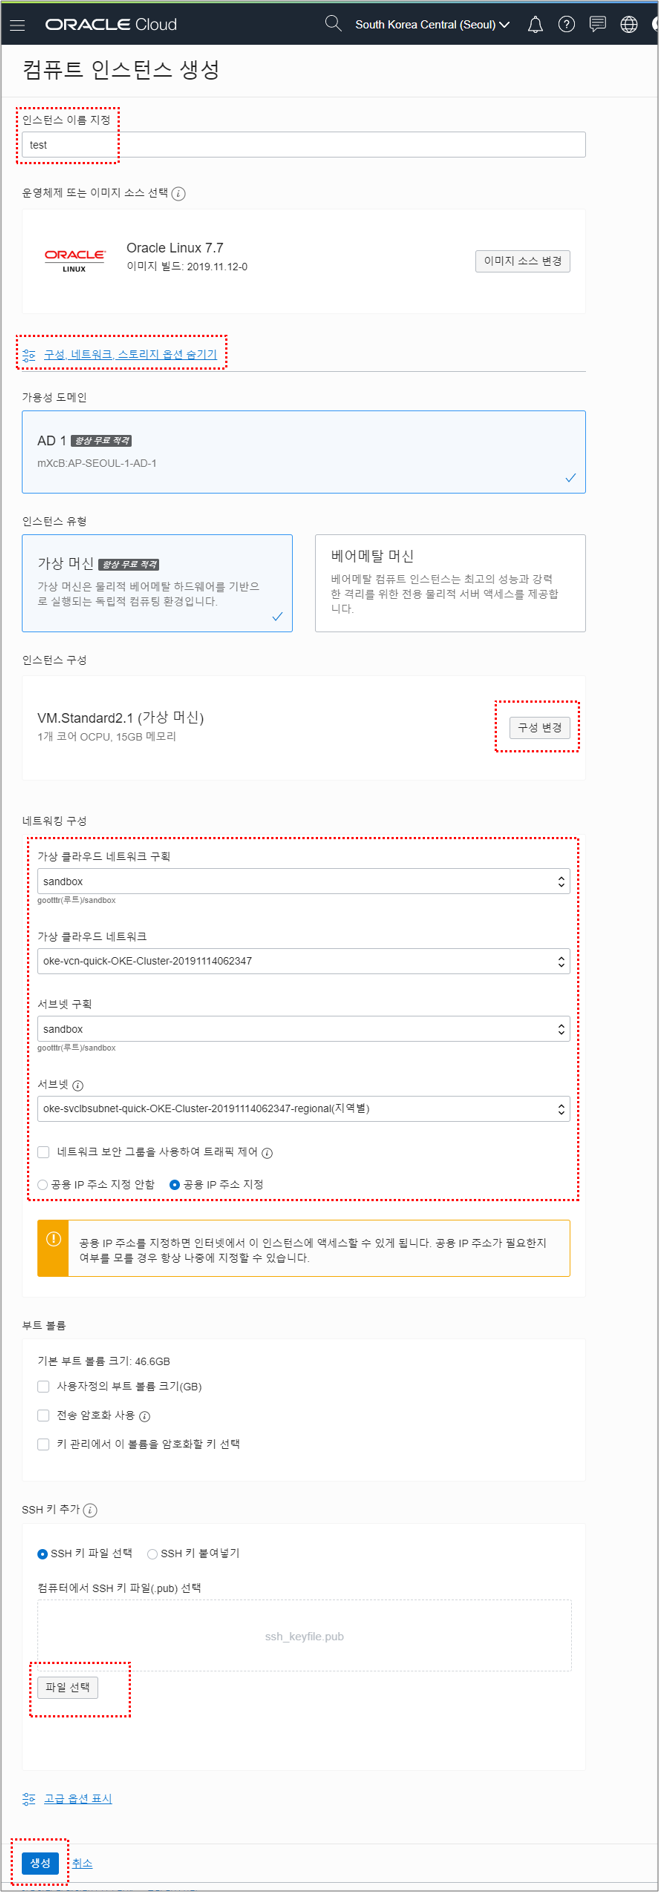 ORACLE Cloud
South Korea Central (Seoul)
컴퓨트 인스턴스 생성
인스턴스 이름 지정
test
운영체제 또는 이미지 소스 선택
ORACLE
LINUX
Oracle Linux 7.7
이미지 빌드: 2019.11.12-0
이미지 소스 변경
구성, 네트워크, 스토리지 옵션 숨기기
가용성 도메인
AD 1 항상 무료 적격
mXcB:AP-SEOUL-1-AD-1
인스턴스 유형
가상 머신 항상 무료 적격
가상 머신은 물리적 베어메탈 하드웨어를 기반으
로 실행되는 독립적 컴퓨팅 환경입니다.
베어메탈 머신
베어메탈 컴퓨트 인스턴스는 최고의 성능과 강력
한 격리를 위한 전용 물리적 서버 액세스를 제공합
니다.
인스턴스 구성
VM.Standard2.1 (가상 머신)
1개 코어 OCPU, 15GB 메모리
구성 변경
네트워킹 구성
가상 클라우드 네트워크 구획
sandbox
gootttr(루트)/sandbox
가상 클라우드 네트워크
oke-vcn-quick-OKE-Cluster-20191114062347
서브넷 구획
sandbox
gootttr(루트)/sandbox
서브넷
oke-svclbsubnet-quick-OKE-Cluster-20191114062347-regional(지역별)
네트워크 보안 그룹을 사용하여 트래픽 제어
공용 IP 주소 지정 안함 공용 IP 주소 지정
공용 IP 주소를 지정하면 인터넷에서 이 인스턴스에 액세스할 수 있게 됩니다. 공용 IP 주소가 필요한지
여부를 모를 경우 항상 나중에 지정할 수 있습니다.
부트 볼륨
기본 부트 볼륨 크기: 46.6GB
사용자정의 부트 볼륨 크기(GB)
전송 암호화 사용
키 관리에서 이 볼륨을 암호화할 키 선택
SSH 키 추가
SSH 키 파일 선택 SSH 키 붙여넣기
컴퓨터에서 SSH 키 파일(.pub) 선택
ssh_keyfile.pub
파일 선택
고급 옵션 표시
생성 취소